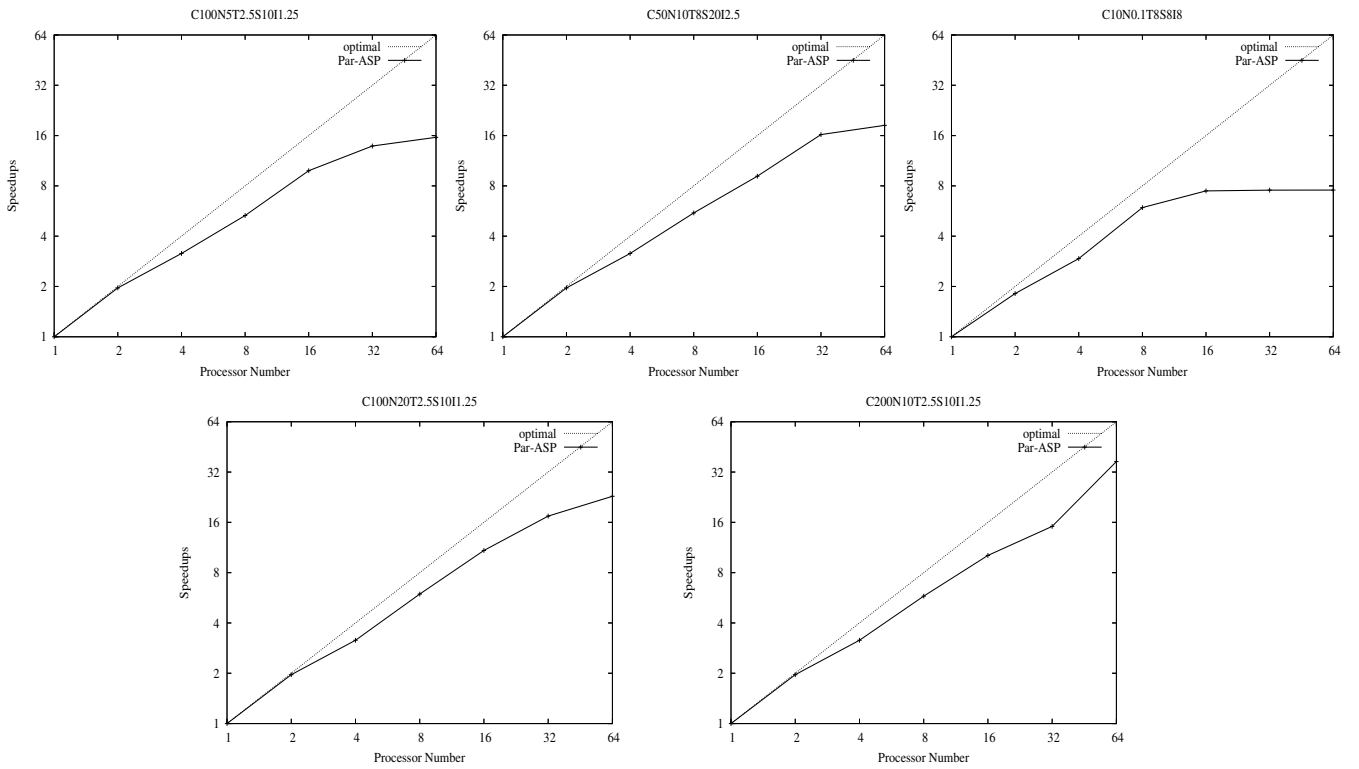 C100N5T2.5S10I1.25
64
32
16
8
4
2
1
Speedups
optimal
Par-ASP
1 2 4 8 16 32 64
Processor Number
C50N10T8S20I2.5
64
32
16
8
4
2
1
Speedups
optimal
Par-ASP
1 2 4 8 16 32 64
Processor Number
C10N0.1T8S8I8
64
32
16
8
4
2
1
Speedups
optimal
Par-ASP
1 2 4 8 16 32 64
Processor Number
C100N20T2.5S10I1.25
64
32
16
8
4
2
1
Speedups
optimal
Par-ASP
1 2 4 8 16 32 64
Processor Number
C200N10T2.5S10I1.25
64
32
16
8
4
2
1
Speedups
optimal
Par-ASP
1 2 4 8 16 32 64
Processor Number